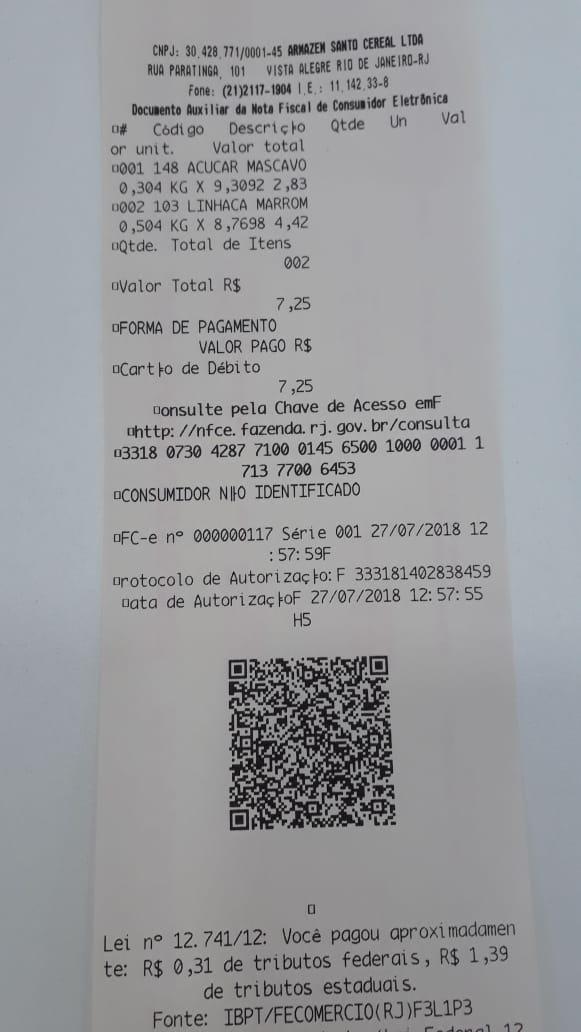 CNPJ: 30.428.771/0001-45 ARMAZEM SANTO CEREAL LTDA
RUA PARATINGA, 101 VISTA ALEGRE RIO DE JANEIRO-RJ
Fone: (21)2117-1904 I.E.: 11.142.33-8
Documento Auxiliar da Nota Fiscal de Consumidor Eletrônica
▯# Código Descriç├o Qtde Un Val
or unit. Valor total
▯001 148 ACUCAR MASCAVO
0,304 KG X 9,3092 2,83
▯002 103 LINHACA MARROM
0,504 KG X 8,7698 4,42
▯Qtde. Total de Itens
002
▯Valor Total R$
7,25
▯FORMA DE PAGAMENTO
VALOR PAGO R$
▯Cart├o de Débito
7,25
▯onsulte pela Chave de Acesso emF
▯http://nfce.fazenda.rj.gov.br/consulta
▯3318 0730 4287 7100 0145 6500 1000 0001 1
713 7700 6453
▯CONSUMIDOR N╟O IDENTIFICADO
▯FC-e nº 000000117 Série 001 27/07/2018 12
:57:59F
▯rotocolo de Autorizaç├o:F 333181402838459
▯ata de Autorizaç├oF 27/07/2018 12:57:55
H5
▯
Lei nº 12.741/12: Você pagou aproximadamen
te: R$ 0,31 de tributos federais, R$ 1,39
de tributos estaduais.
Fonte: IBPT/FECOMERCIO(RJ)F3L1P3